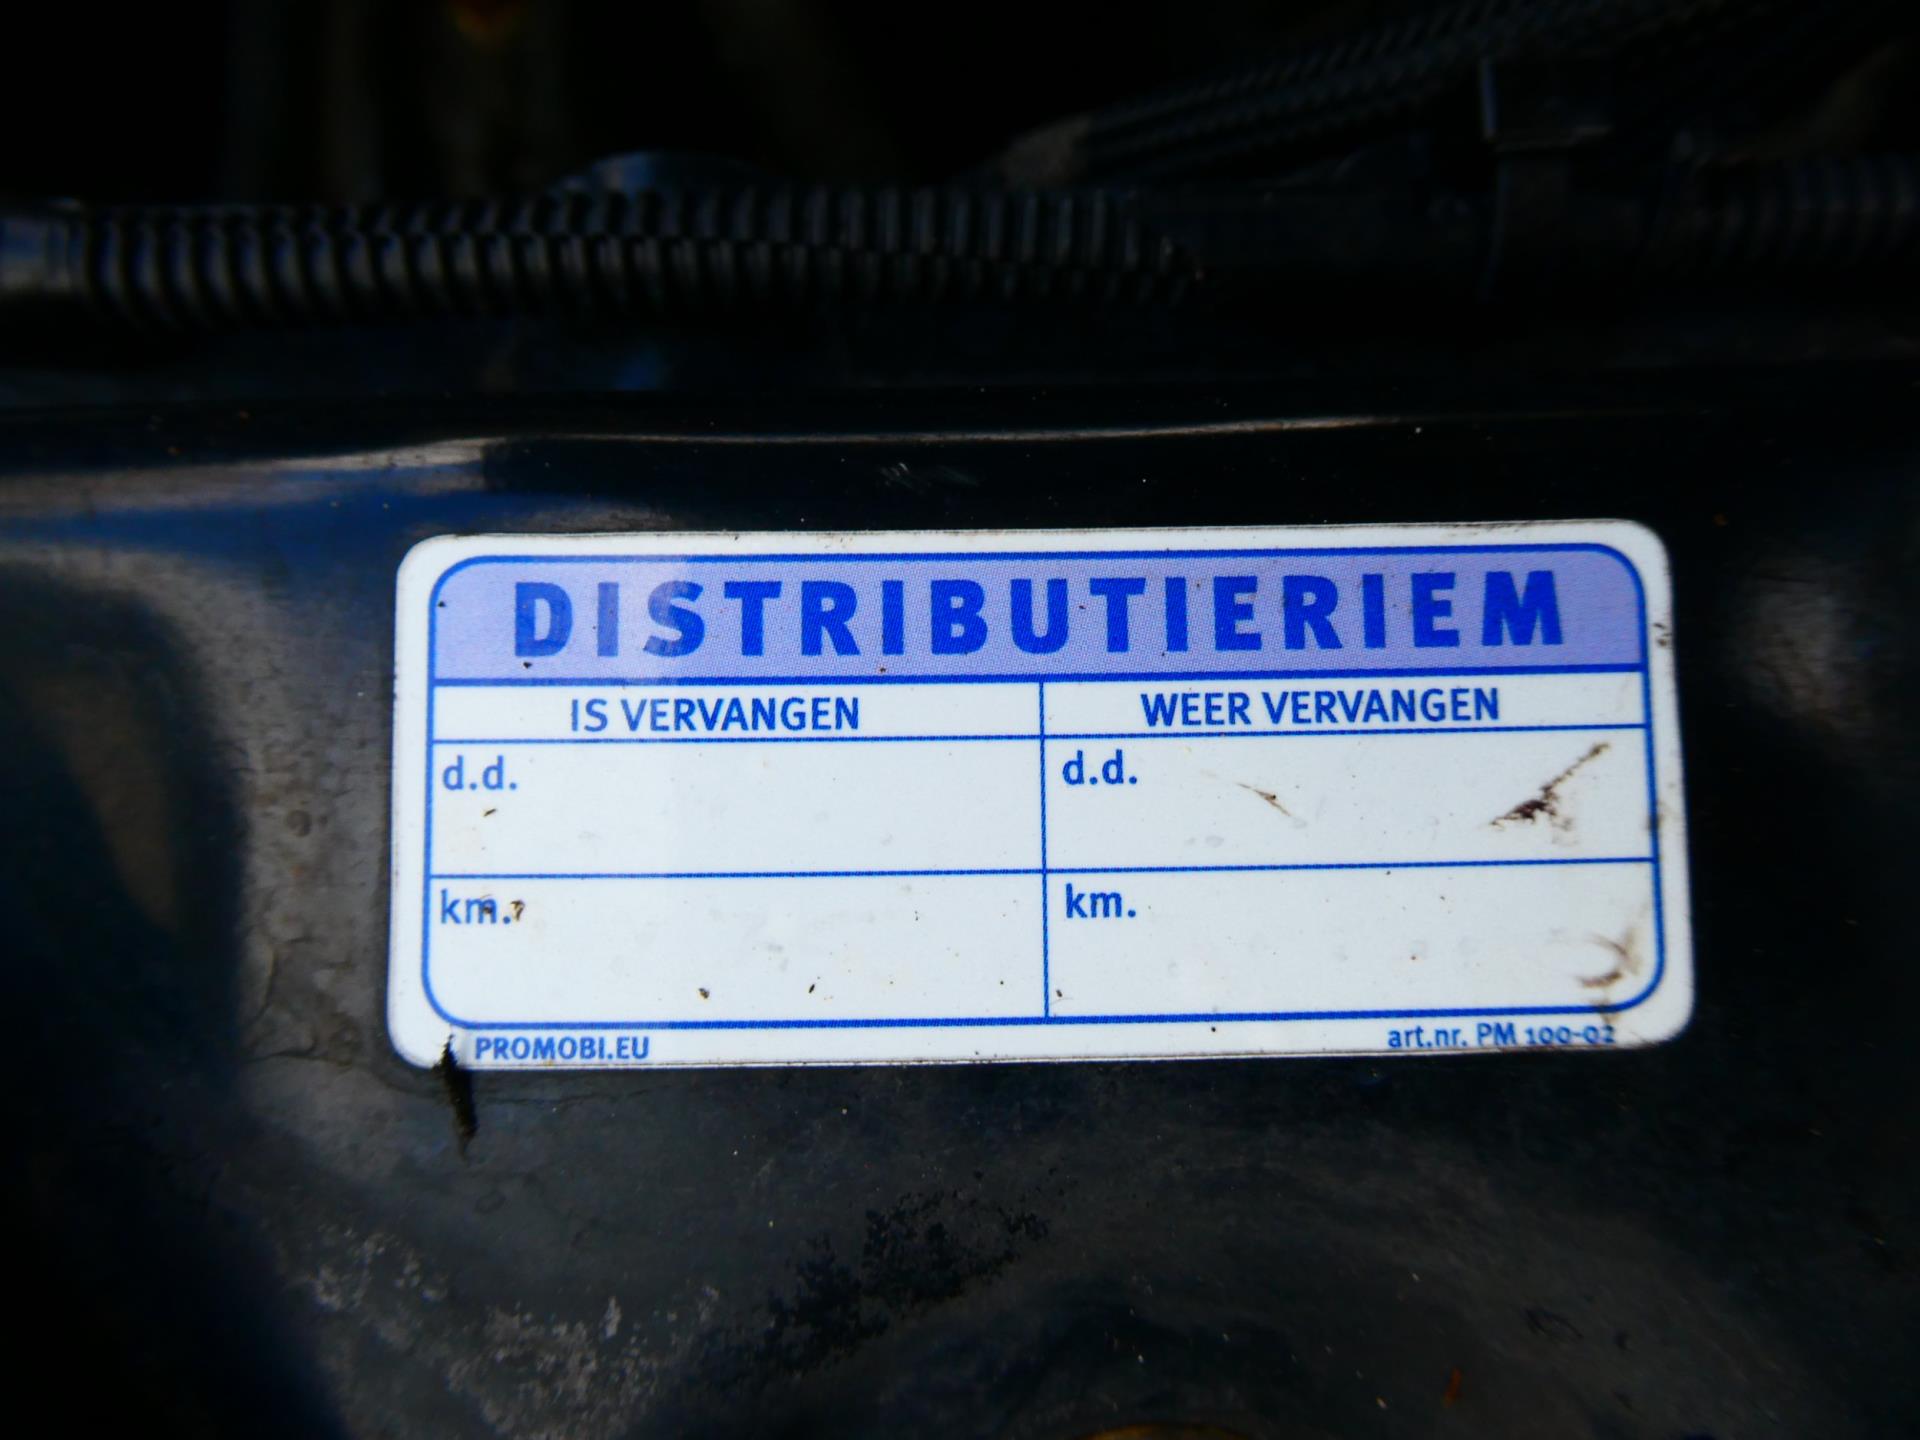 DISTRIBUTIERIEM
IS VERVANGEN WEER VERVANGEN
d.d. d.d.
km. km.
PROMOBI.EU art.nr. PM 100-02